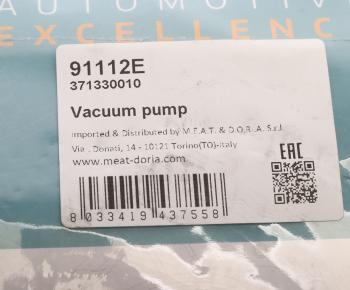 AUTOMOTIV
EXCELLENC
91112E
371330010
Vacuum pump
Imported & Distributed by M.E.A.T. & D.O.R.I.A. S.r.l.
Via . Donati, 14 - 10121 Torino(TO)-Italy
www.meat-doria.com
EAC
8 033419 437558